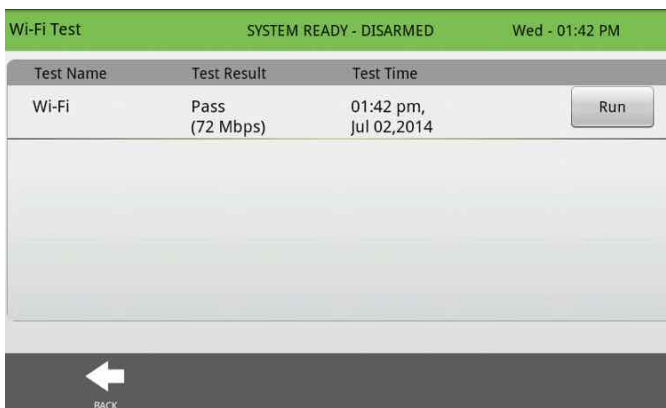 Wi-Fi Test SYSTEM READY - DISARMED Wed - 01:42 PM
Test Name Test Result Test Time
Wi-Fi Pass 01:42 pm, Run
(72 Mbps) Jul 02,2014
BACK